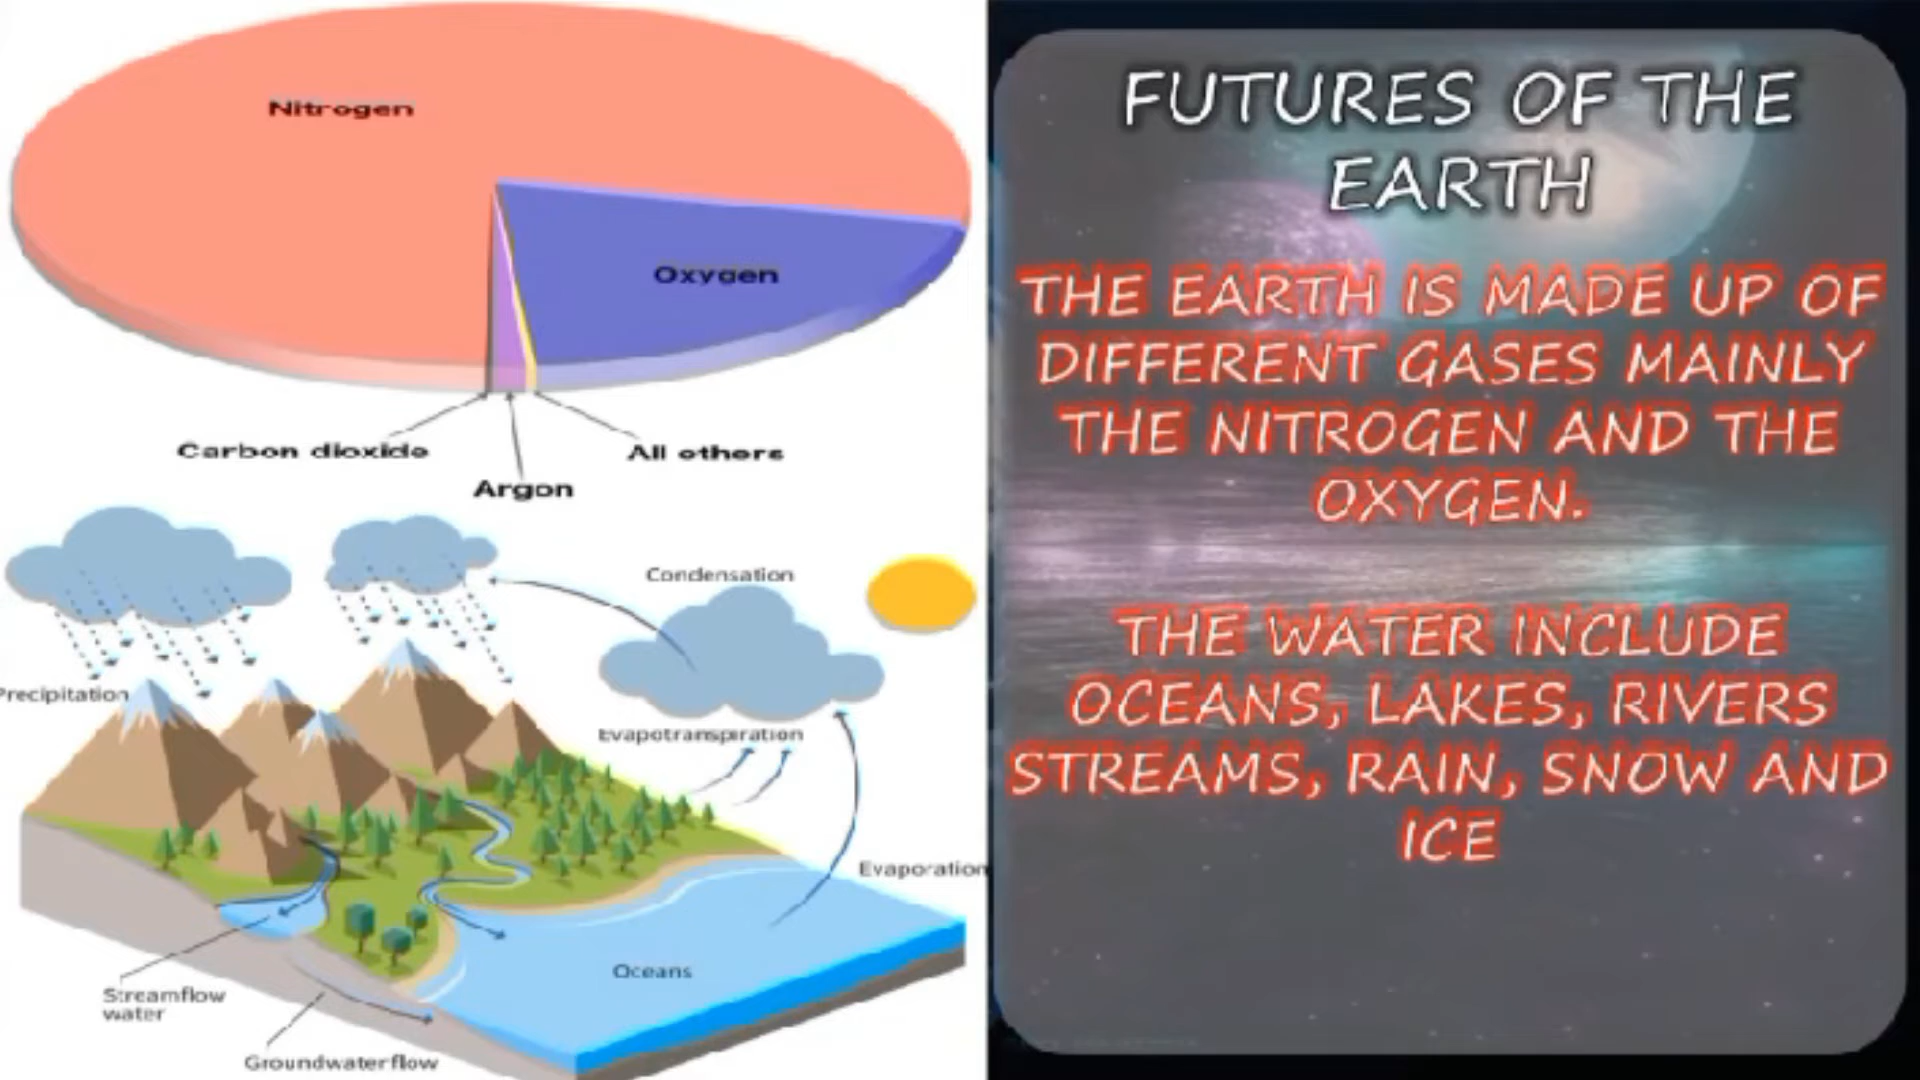 Nitrogen
Oxygen
Carbon dioxide
All others
Argon
Condensation
Precipitation
Evapotranspiration
Evaporation
Oceans
Streamflow
water
Groundwater flow
FUTURES OF THE
EARTH
THE EARTH IS MADE UP OF
DIFFERENT GASES MAINLY
THE NITROGEN AND THE
OXYGEN.
THE WATER INCLUDE
OCEANS, LAKES, RIVERS
STREAMS, RAIN, SNOW AND
ICE